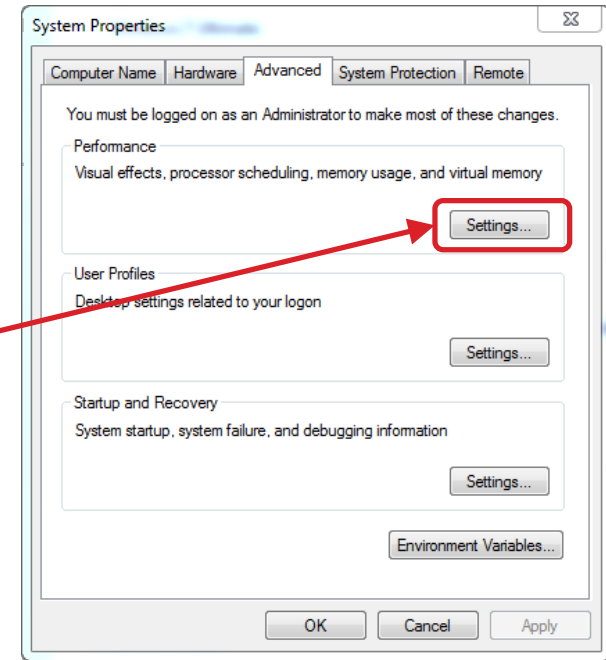 System Properties
Computer Name Hardware Advanced System Protection Remote
You must be logged on as an Administrator to make most of these changes.
Performance
Visual effects, processor scheduling, memory usage, and virtual memory
Settings...
User Profiles
Desktop settings related to your logon
Settings...
Startup and Recovery
System startup, system failure, and debugging information
Settings...
Environment Variables...
OK Cancel Apply